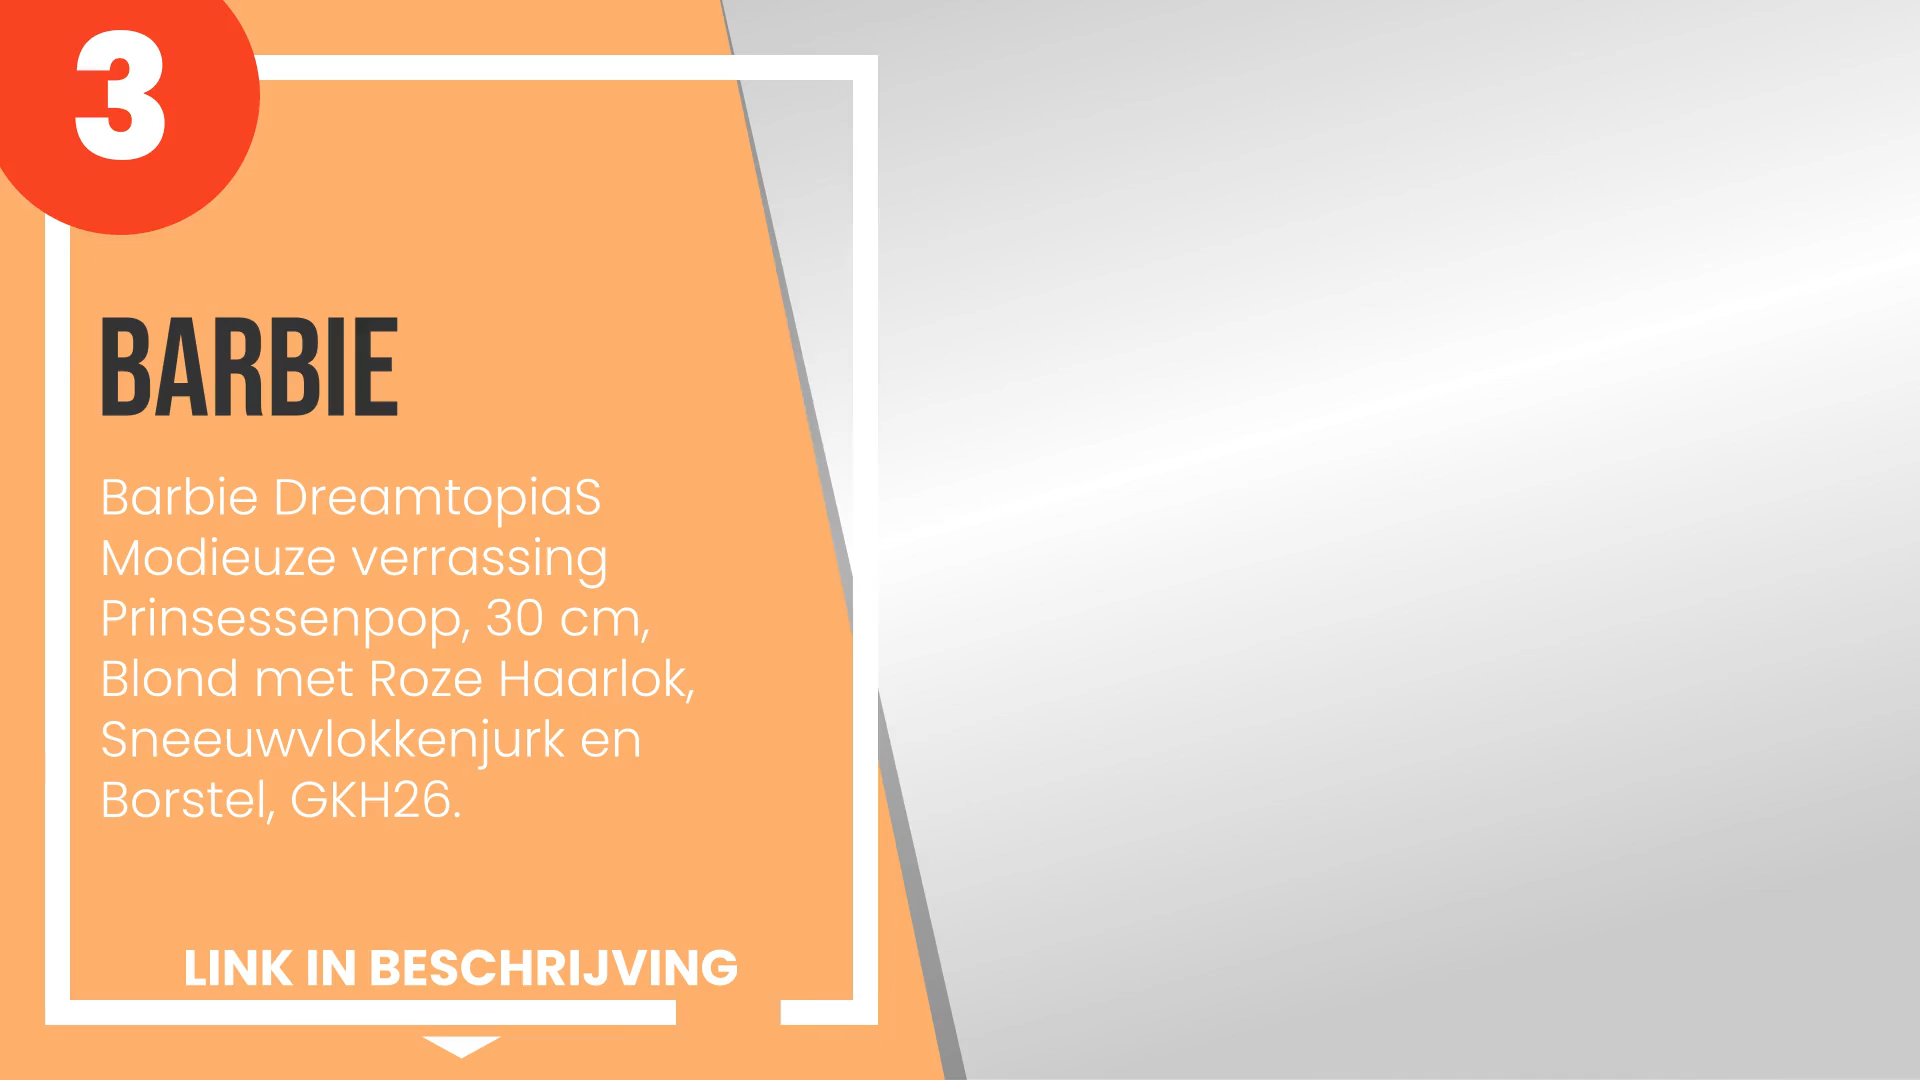 3
BARBIE
Barbie DreamtopiaS
Modieuze verrassing
Prinsessenpop, 30 cm,
Blond met Roze Haarlok,
Sneeuwvlokkenjurk en
Borstel, GKH26.
LINK IN BESCHRIJVING